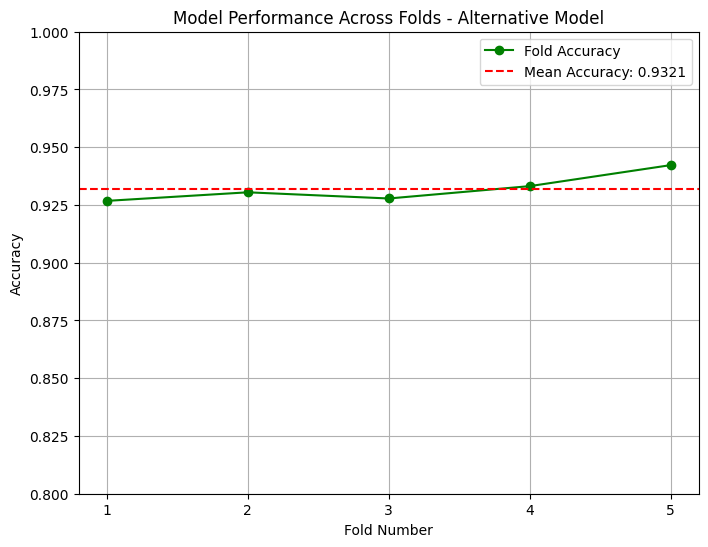 Model Performance Across Folds - Alternative Model
1.000
0.975
0.950
0.925
0.900
0.875
0.850
0.825
0.800
Accuracy
Fold Accuracy
Mean Accuracy: 0.9321
1
2
3
4
5
Fold Number